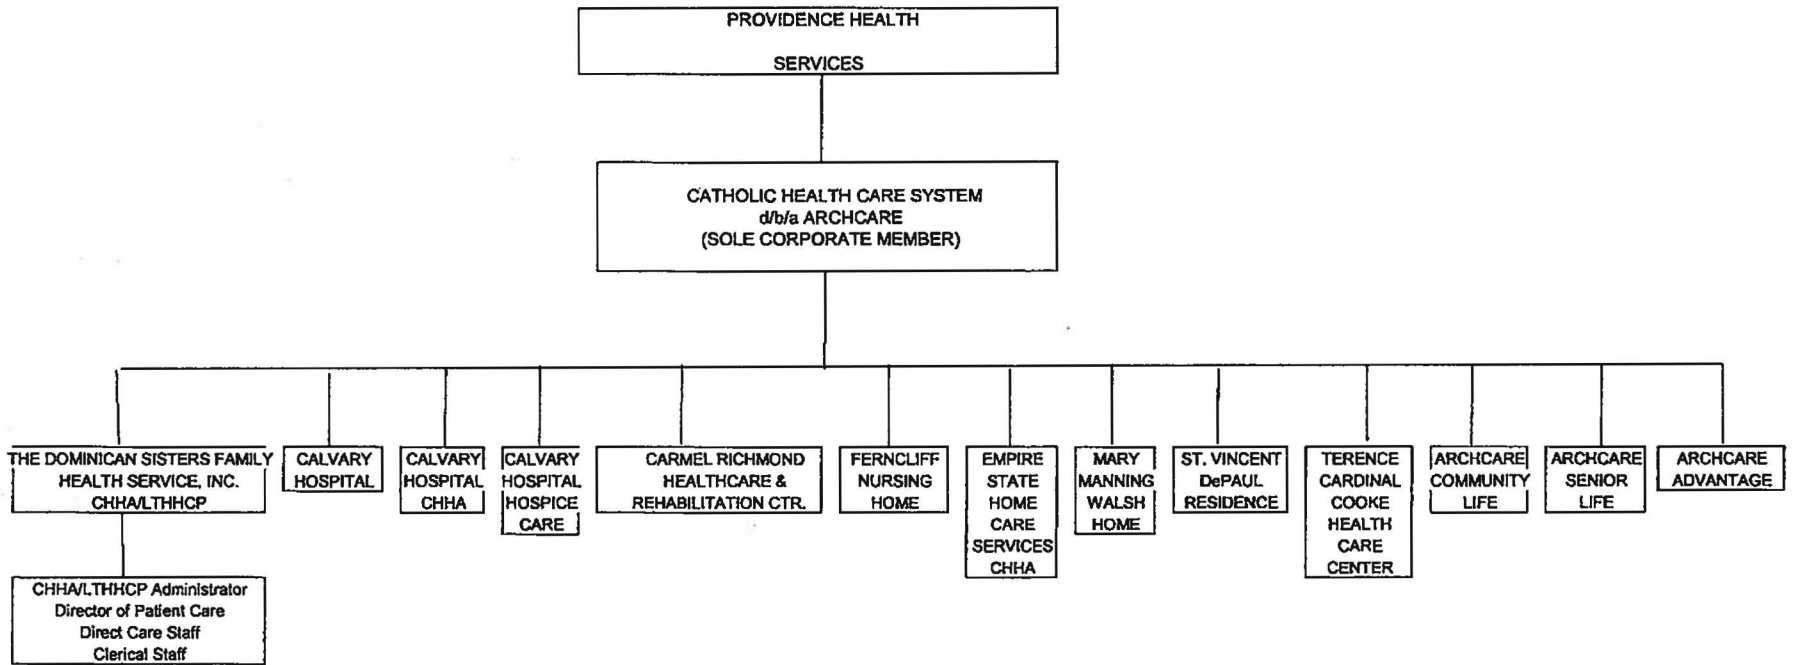 PROVIDENCE HEALTH
SERVICES
CATHOLIC HEALTH CARE SYSTEM
d/b/a ARCHCARE
(SOLE CORPORATE MEMBER)
THE DOMINICAN SISTERS FAMILY
HEALTH SERVICE, INC.
CHHA/LTHHCP
CALVARY
HOSPITAL
CALVARY
HOSPITAL
CHHA
CALVARY
HOSPITAL
HOSPICE
CARE
CARMEL RICHMOND
HEALTHCARE &
REHABILITATION CTR.
FERNCLIFF
NURSING
HOME
EMPIRE
STATE
HOME
CARE
SERVICES
CHHA
MARY
MANNING
WALSH
HOME
ST. VINCENT
DePAUL
RESIDENCE
TERENCE
CARDINAL
COOKE
HEALTH
CARE
CENTER
ARCHCARE
COMMUNITY
LIFE
ARCHCARE
SENIOR
LIFE
ARCHCARE
ADVANTAGE
CHHA/LTHHCP Administrator
Director of Patient Care
Direct Care Staff
Clerical Staff